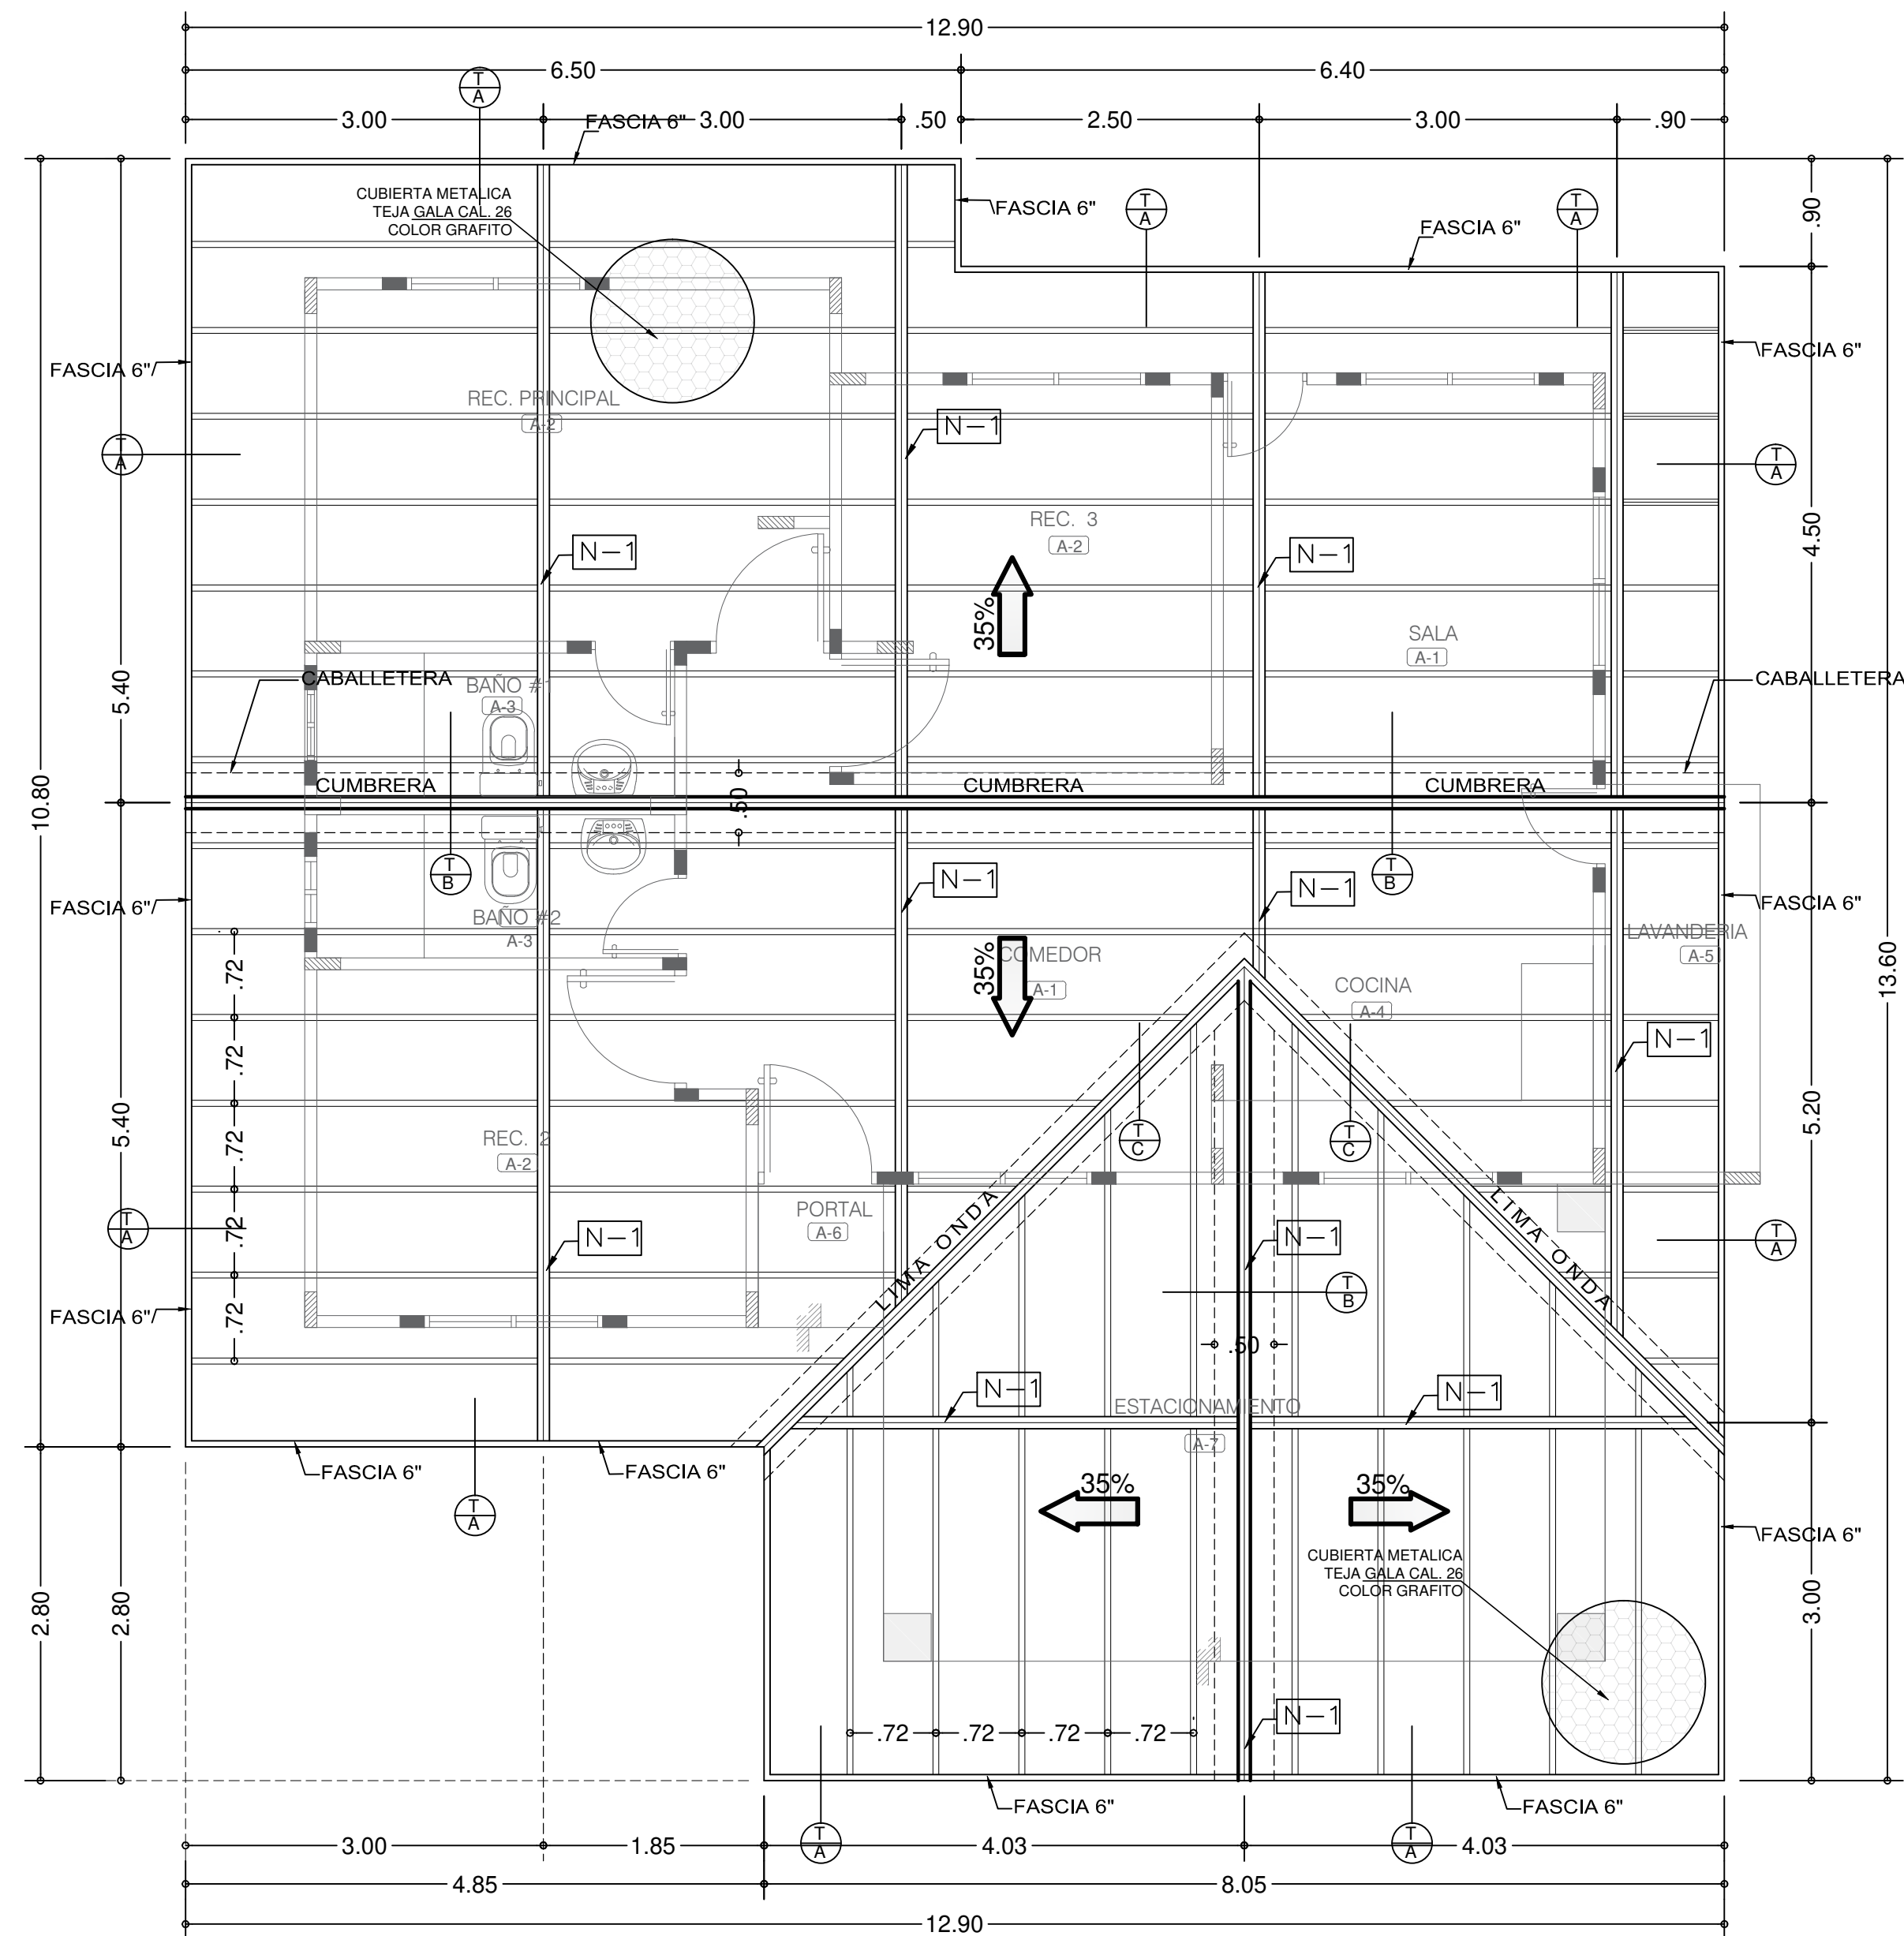 12.90
6.50
6.40
T
A
3.00
FASCIA 6"
3.00
.50
2.50
3.00
.90
CUBIERTA METALICA
TEJA GALA CAL. 26
COLOR GRAFITO
FASCIA 6"
T
A
FASCIA 6"
T
A
.90
FASCIA 6"
FASCIA 6"
REC. PRINCIPAL
A-2
N-1
T
A
T
A
REC. 3
A-2
4.50
N-1
N-1
35%
SALA
A-1
5.40
CABALLETERA
BAÑO #1
A-3
CABALLETERA
10.80
CUMBRERA
.50
CUMBRERA
CUMBRERA
T
B
T
B
N-1
N-1
FASCIA 6"
FASCIA 6"
BAÑO #2
A-3
LAVANDERIA
A-5
13.60
.72
35%
COMEDOR
A-1
COCINA
A-4
N-1
.72
5.40
5.20
T
C
T
C
.72
REC. 2
A-2
PORTAL
A-6
LIMA ONDA
LIMA ONDA
T
A
.72
N-1
N-1
T
A
T
B
FASCIA 6"
.72
.50
N-1
N-1
ESTACIONAMIENTO
A-7
FASCIA 6"
FASCIA 6"
35%
35%
T
A
FASCIA 6"
CUBIERTA METALICA
TEJA GALA CAL. 26
COLOR GRAFITO
2.80
2.80
3.00
N-1
.72
.72
.72
.72
FASCIA 6"
FASCIA 6"
3.00
1.85
T
A
4.03
T
A
4.03
4.85
8.05
12.90